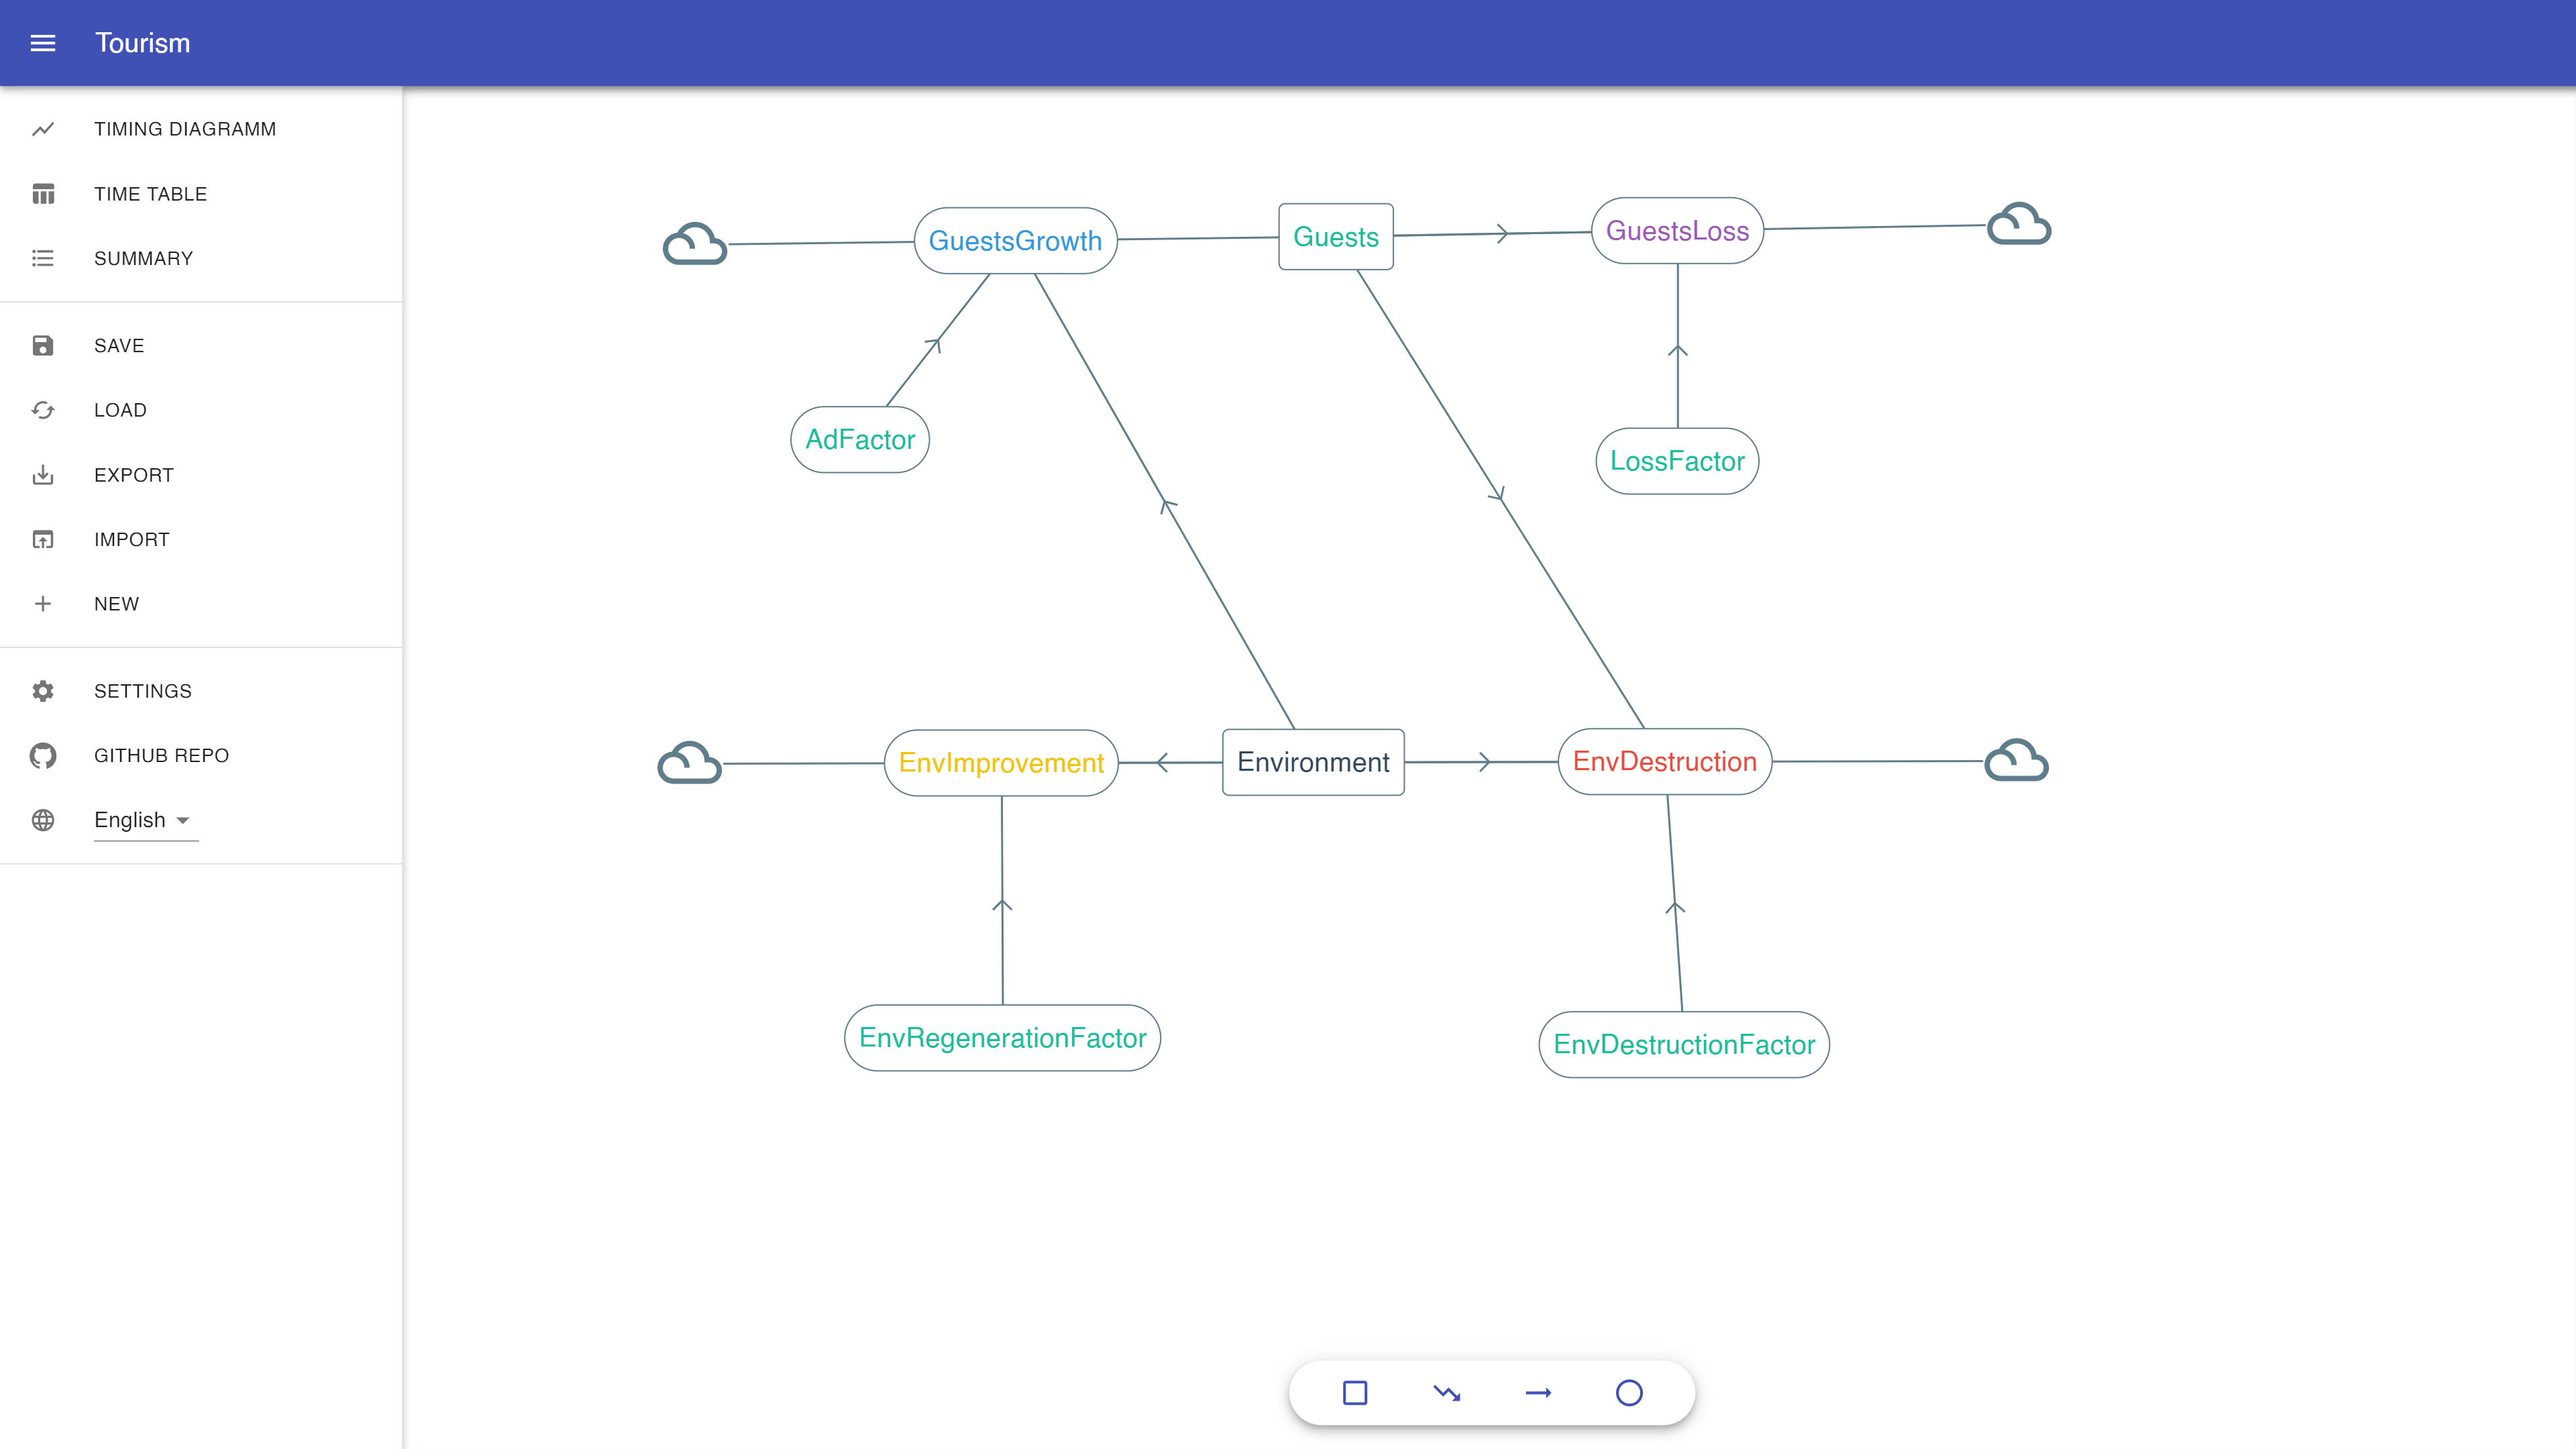 Tourism
TIMING DIAGRAMM
TIME TABLE
SUMMARY
SAVE
LOAD
EXPORT
IMPORT
NEW
SETTINGS
GITHUB REPO
English
GuestsGrowth
Guests
GuestsLoss
AdFactor
LossFactor
EnvImprovement
Environment
EnvDestruction
EnvRegenerationFactor
EnvDestructionFactor